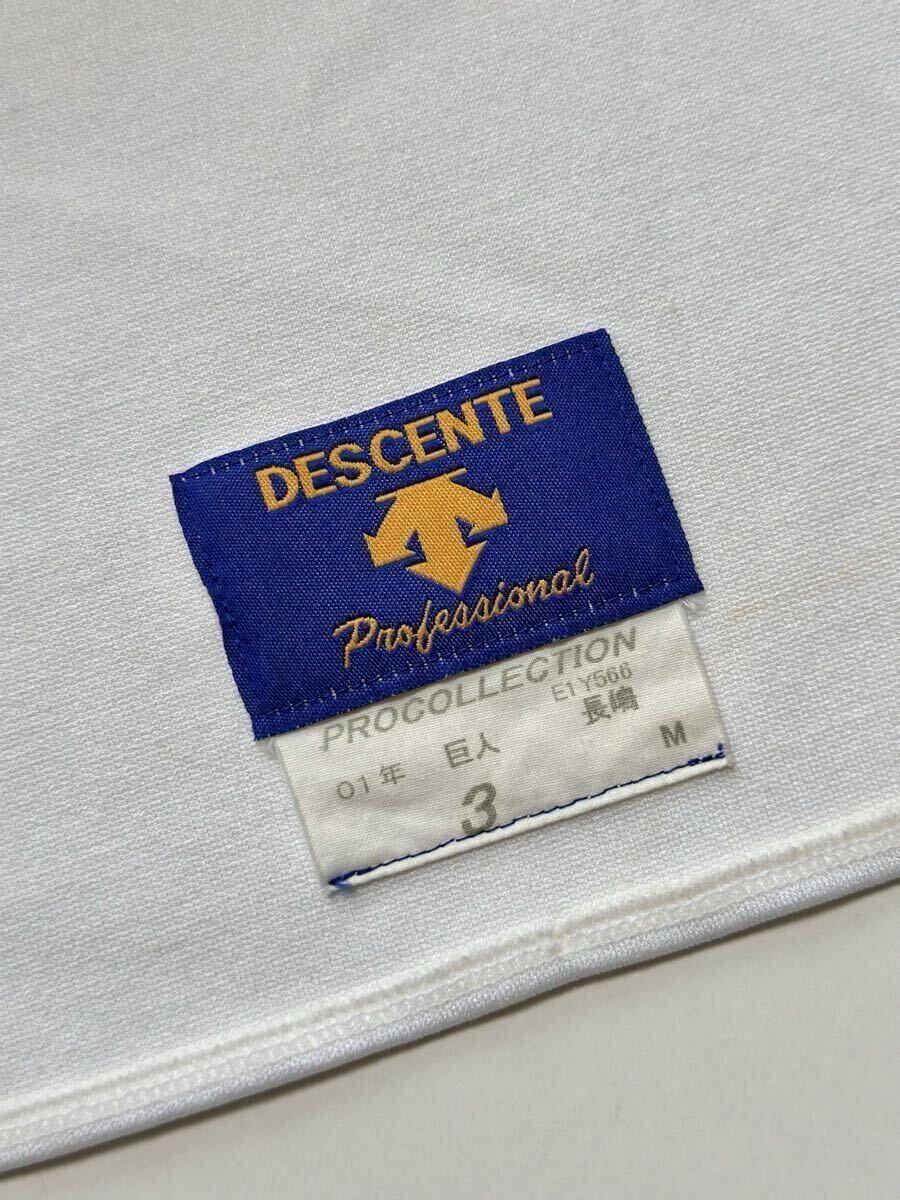 DESCENTE
Professional
PROCOLLECTION
E1Y566
01年 巨人 長嶋
3 M